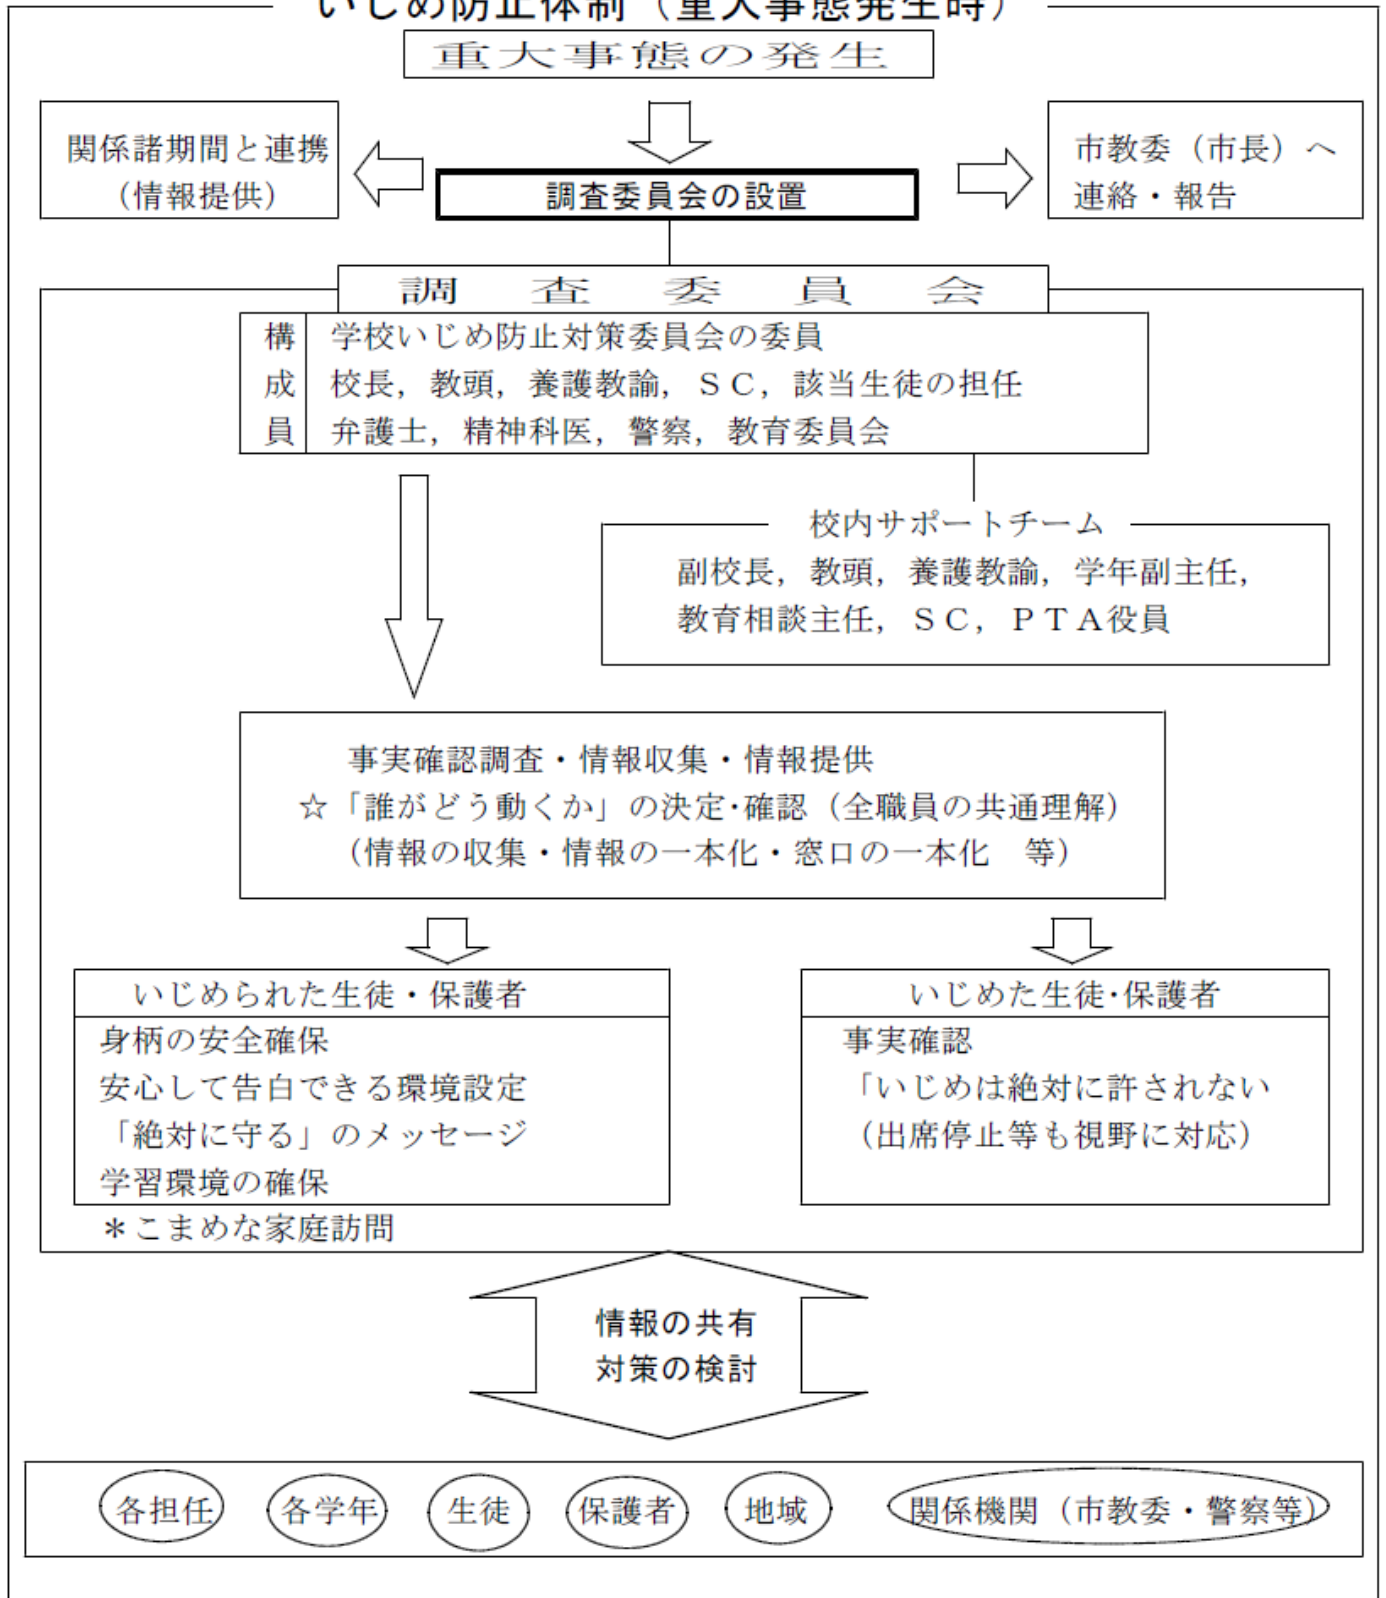 いじめ防止体制（重大事態発生時）
重大事態の発生
関係諸期間と連携
（情報提供）
市教委（市長）へ
連絡・報告
調査委員会の設置
調　査　委　員　会
構成員
学校いじめ防止対策委員会の委員
校長，教頭，養護教諭，ＳＣ，該当生徒の担任
弁護士，精神科医，警察，教育委員会
校内サポートチーム
副校長，教頭，養護教諭，学年副主任，
教育相談主任，ＳＣ，ＰＴＡ役員
事実確認調査・情報収集・情報提供
☆「誰がどう動くか」の決定・確認（全職員の共通理解）
（情報の収集・情報の一本化・窓口の一本化　等）
いじめられた生徒・保護者
身柄の安全確保
安心して告白できる環境設定
「絶対に守る」のメッセージ
学習環境の確保
＊こまめな家庭訪問
いじめた生徒・保護者
事実確認
「いじめは絶対に許されない
（出席停止等も視野に対応）
情報の共有
対策の検討
各担任　各学年　生徒　保護者　地域　関係機関（市教委・警察等）